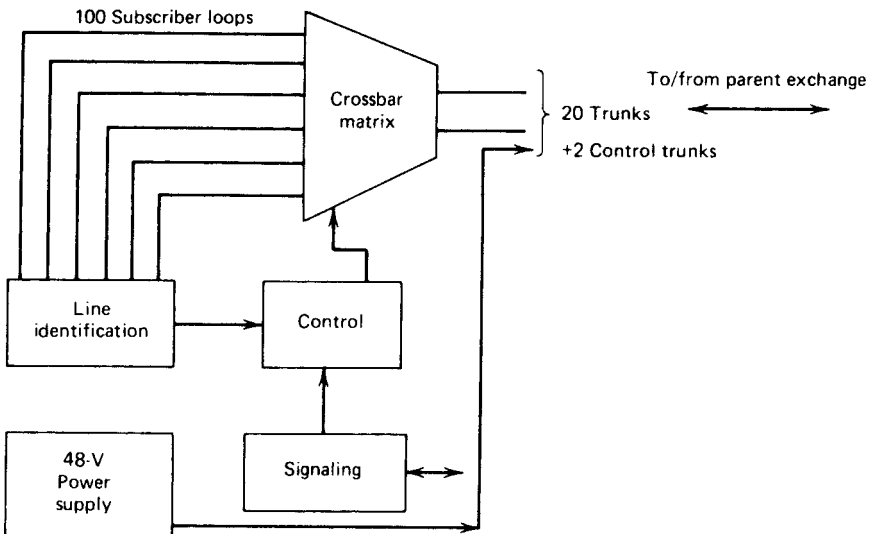 100 Subscriber loops
Crossbar
matrix
To/from parent exchange
20 Trunks
+2 Control trunks
Line
identification
Control
48-V
Power
supply
Signaling